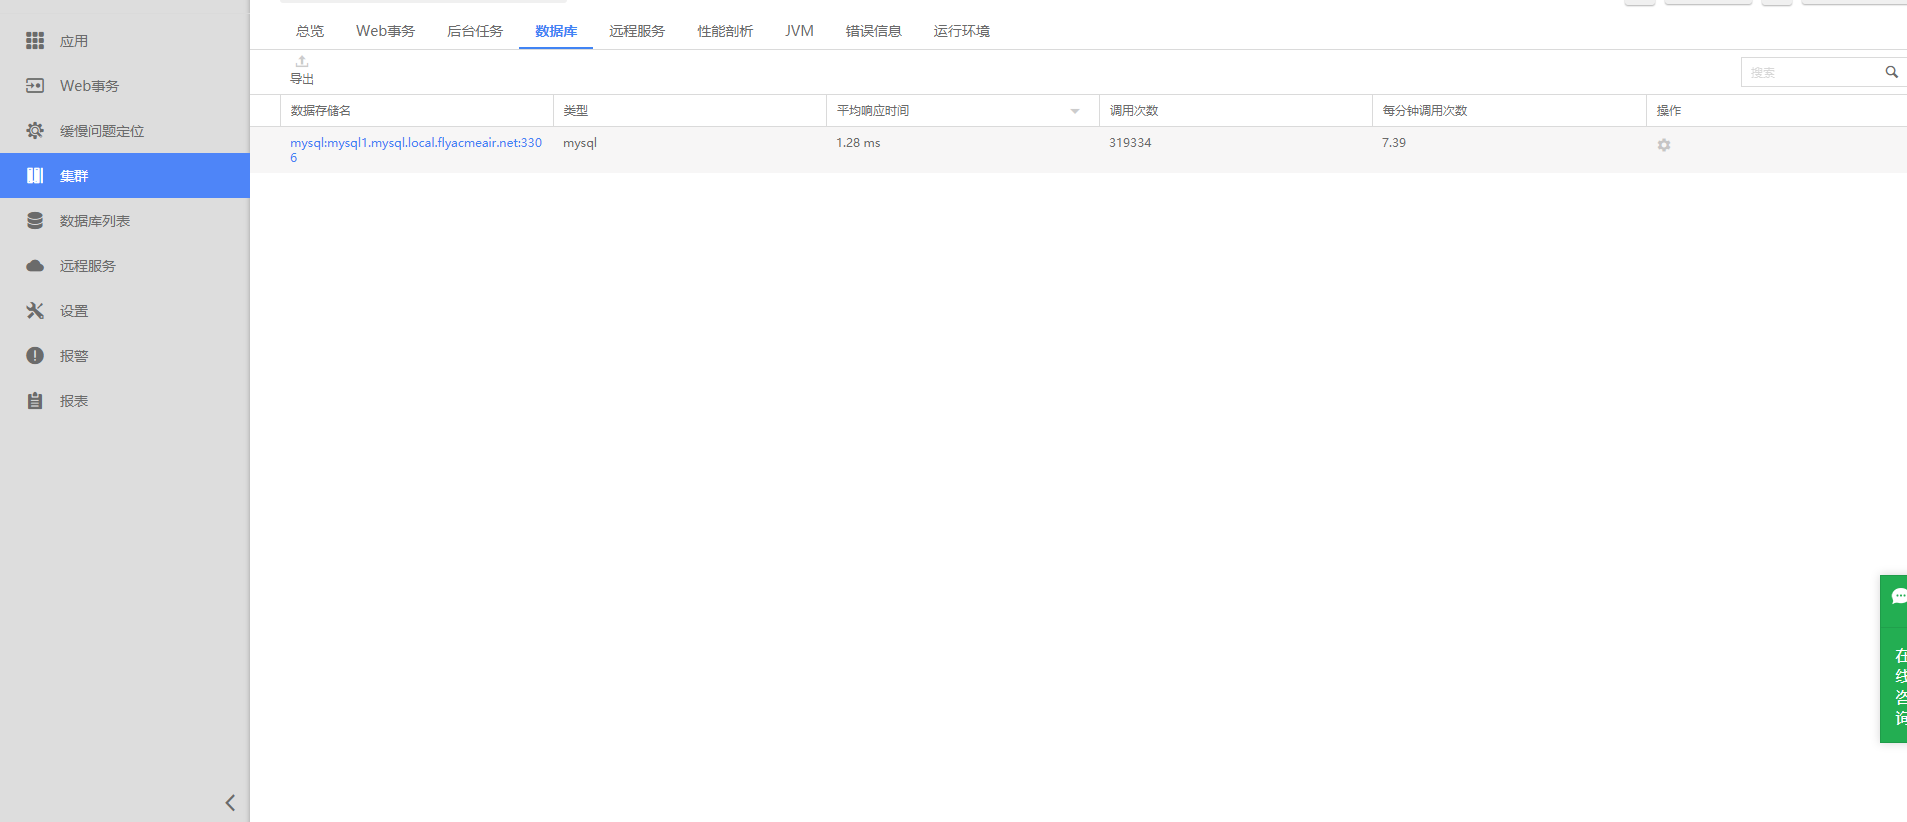 应用
Web事务
缓慢问题定位
集群
数据库列表
远程服务
设置
报警
报表
总览 Web事务 后台任务 数据库 远程服务 性能剖析 JVM 错误信息 运行环境
导出
搜索
数据存储名 类型 平均响应时间 调用次数 每分钟调用次数 操作
mysql:mysql1.mysql.local.flyacmeair.net:330 mysql 1.28 ms 319334 7.39
6
在
线
咨
询